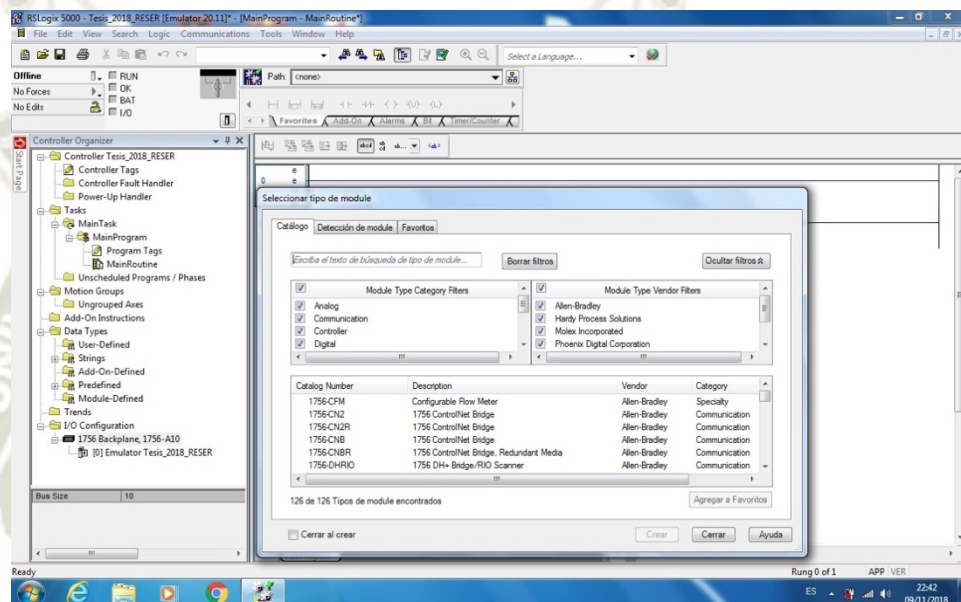 RSLogix 5000 - Tesis_2018_RESER [Emulator 20.11]* - [MainProgram - MainRoutine*]
File Edit View Search Logic Communications Tools Window Help
Select a Language...
Offline
RUN
Path: <none>
No Forces
OK
BAT
No Edits
I/O
Favorites Add-On Alarms Bit Timer/Counter
Start Page
Controller Organizer
Controller Tesis_2018_RESER
Controller Tags
Controller Fault Handler
Power-Up Handler
Tasks
MainTask
MainProgram
Program Tags
MainRoutine
Unscheduled Programs / Phases
Motion Groups
Ungrouped Axes
Add-On Instructions
Data Types
User-Defined
Strings
Add-On-Defined
Predefined
Module-Defined
Trends
I/O Configuration
1756 Backplane, 1756-A10
[0] Emulator Tesis_2018_RESER
Bus Size 10
e
0 e
Seleccionar tipo de module
Catálogo Detección de module Favoritos
Escriba el texto de búsqueda de tipo de module...
Borrar filtros
Ocultar filtros
Module Type Category Filters
Analog
Communication
Controller
Digital
Module Type Vendor Filters
Allen-Bradley
Hardy Process Solutions
Molex Incorporated
Phoenix Digital Corporation
Catalog Number Description Vendor Category
1756-CFM Configurable Flow Meter Allen-Bradley Specialty
1756-CN2 1756 ControlNet Bridge Allen-Bradley Communication
1756-CN2R 1756 ControlNet Bridge Allen-Bradley Communication
1756-CNB 1756 ControlNet Bridge Allen-Bradley Communication
1756-CNBR 1756 ControlNet Bridge, Redundant Media Allen-Bradley Communication
1756-DHRIO 1756 DH+ Bridge/RIO Scanner Allen-Bradley Communication
126 de 126 Tipos de module encontrados
Agregar a Favoritos
Cerrar al crear
Crear
Cerrar
Ayuda
Ready
Rung 0 of 1 APP VER
ES
22:42
09/11/2018